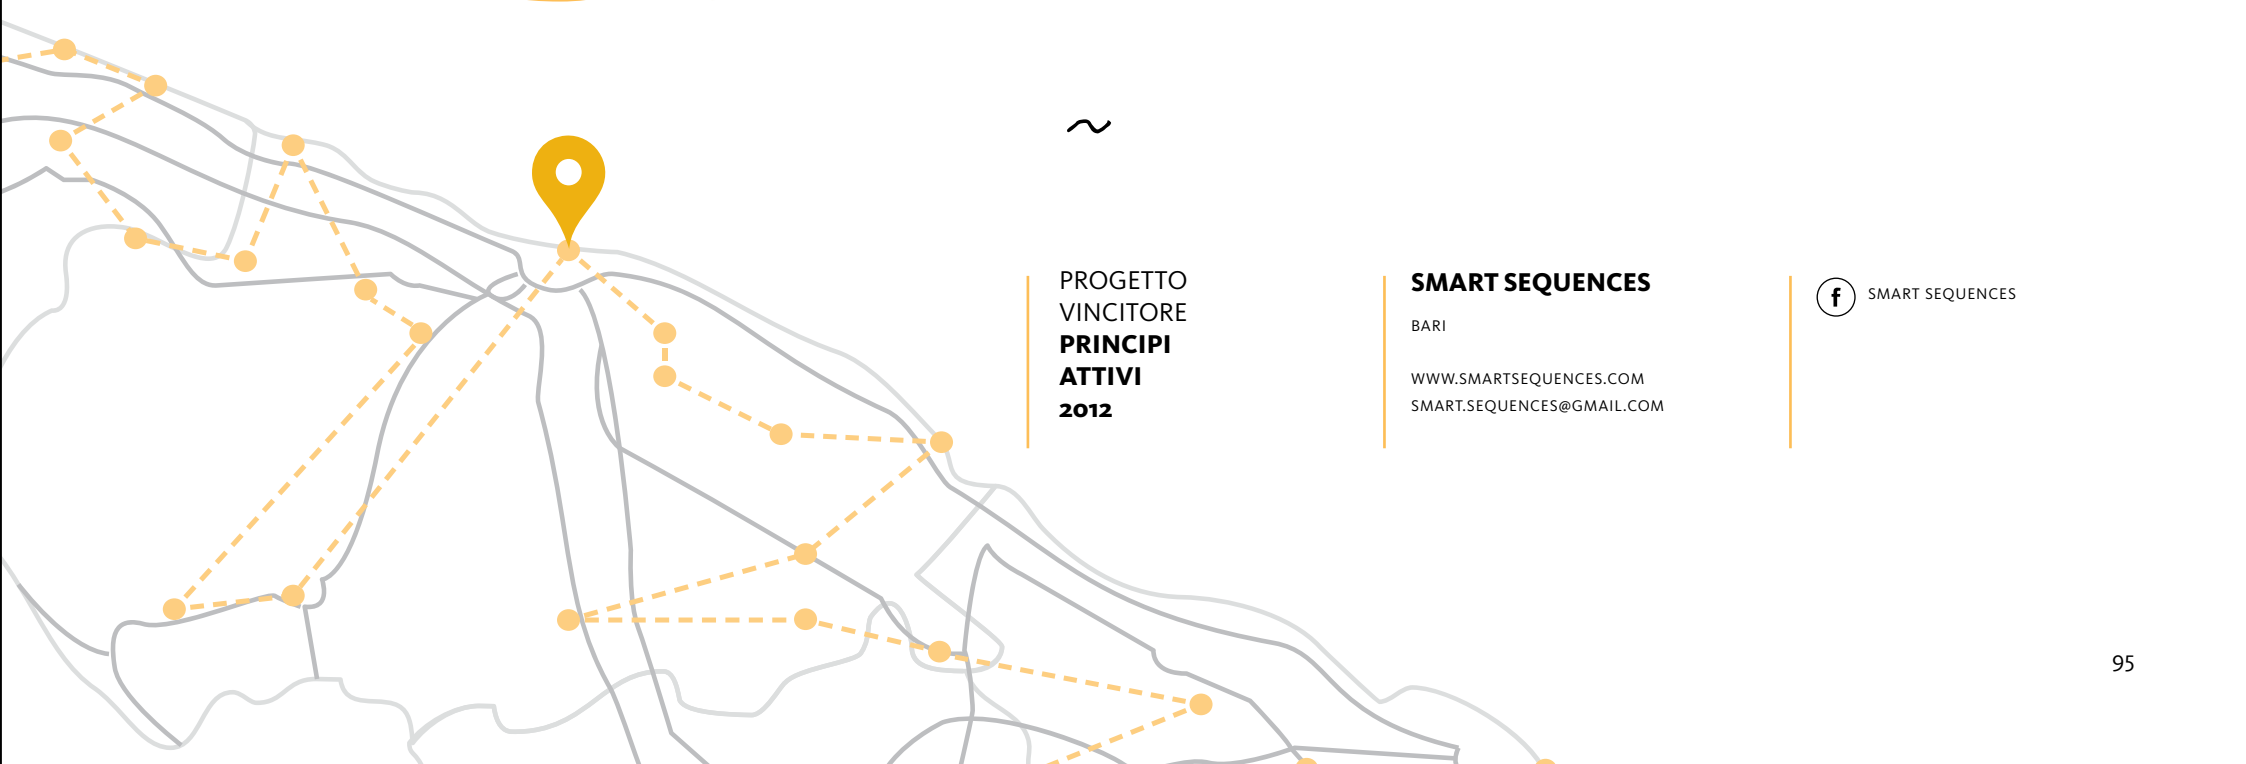 PROGETTO
VINCITORE
PRINCIPI
ATTIVI
2012
SMART SEQUENCES
BARI
WWW.SMARTSEQUENCES.COM
SMART.SEQUENCES@GMAIL.COM
f SMART SEQUENCES
95